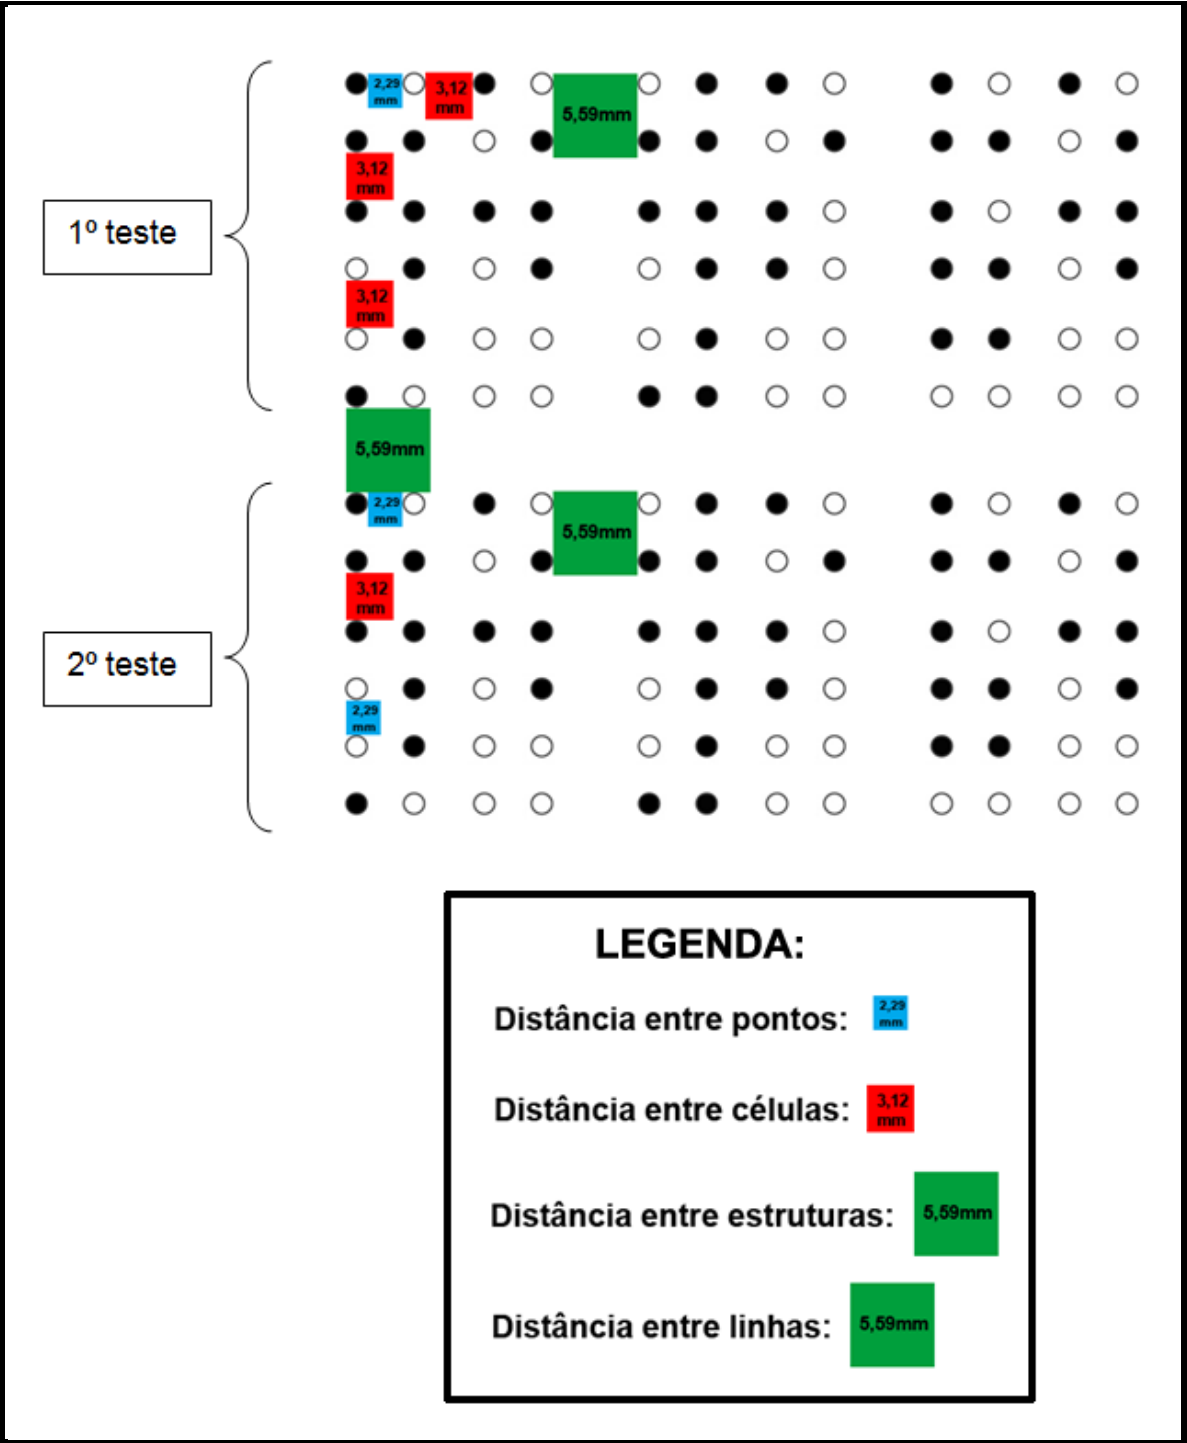 2,29 mm
3,12 mm
5,59mm
3,12 mm
1º teste
3,12 mm
5,59mm
2,29 mm
5,59mm
3,12 mm
2º teste
2,29 mm
LEGENDA:
Distância entre pontos: 2,29 mm
Distância entre células: 3,12 mm
Distância entre estruturas: 5,59mm
Distância entre linhas: 5,59mm